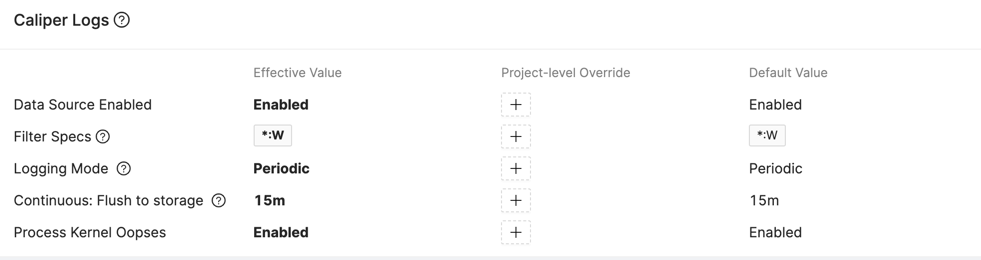 Caliper Logs
Effective Value Project-level Override Default Value
Data Source Enabled Enabled + Enabled
Filter Specs *:W + *:W
Logging Mode Periodic + Periodic
Continuous: Flush to storage 15m + 15m
Process Kernel Oopses Enabled + Enabled